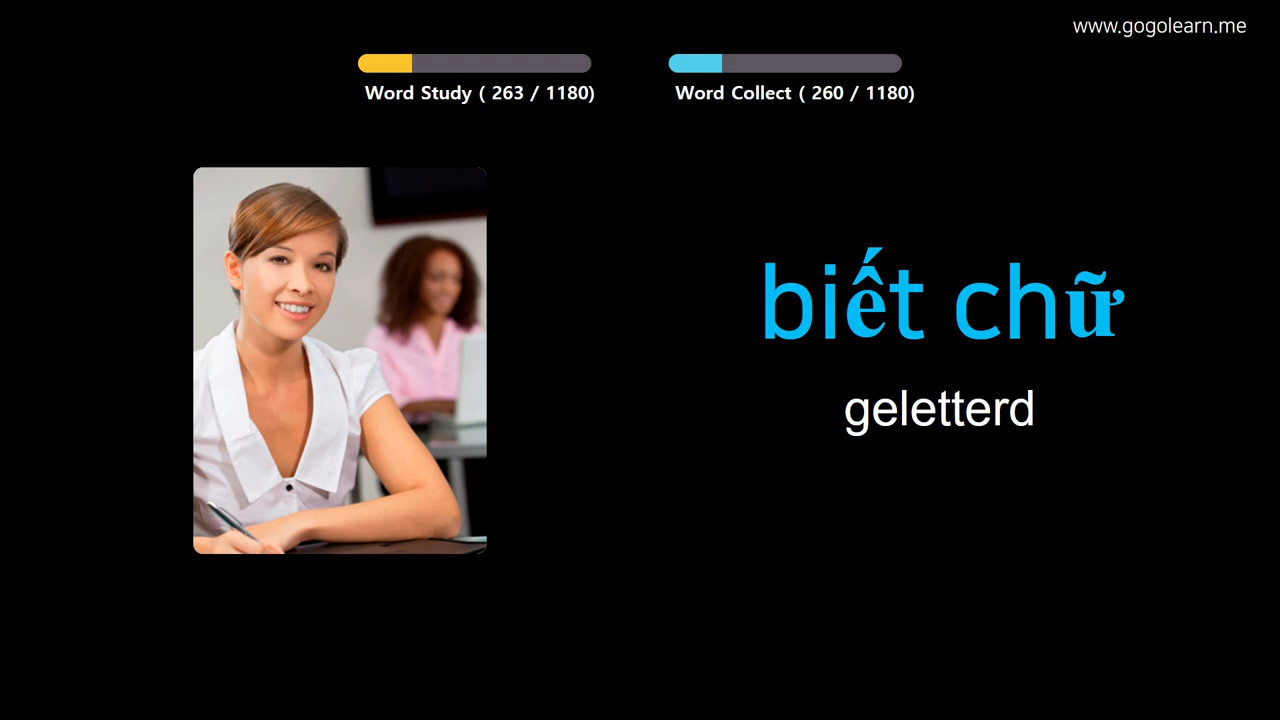 www.gogolearn.me
Word Study ( 263 / 1180)
Word Collect ( 260 / 1180)
biết chữ
geletterd